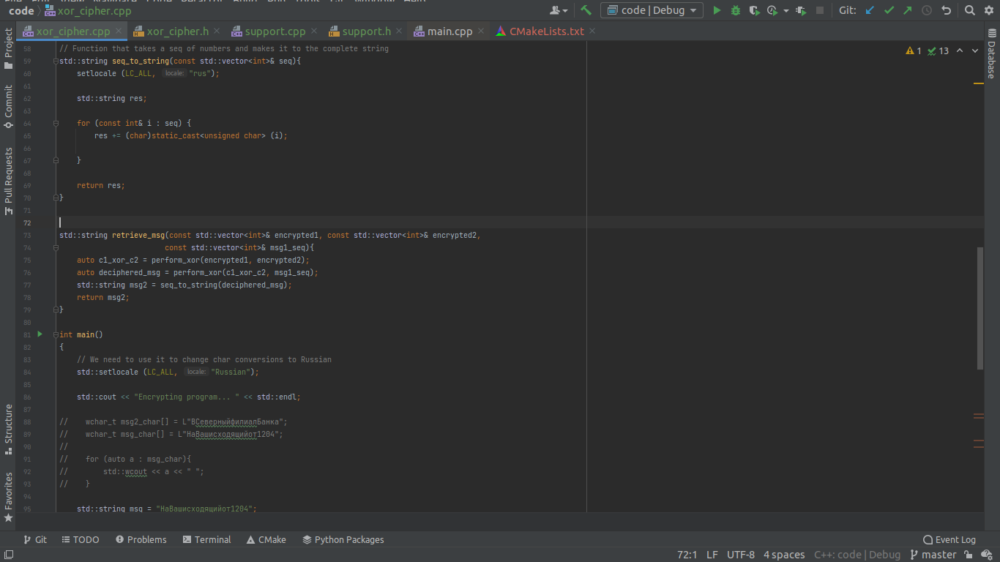 code xor_cipher.cpp code | Debug Git:
xor_cipher.cpp xor_cipher.h support.cpp support.h main.cpp CMakeLists.txt
Project
Commit
Pull Requests
Structure
Favorites
Database
1 13
58 // Function that takes a seq of numbers and makes it to the complete string
59 std::string seq_to_string(const std::vector<int>& seq){
60 setlocale (LC_ALL, locale: "rus");
61
62 std::string res;
63
64 for (const int& i : seq) {
65 res += (char)static_cast<unsigned char> (i);
66
67 }
68
69 return res;
70 }
71
72
73 std::string retrieve_msg(const std::vector<int>& encrypted1, const std::vector<int>& encrypted2,
74 const std::vector<int>& msg1_seq){
75 auto c1_xor_c2 = perform_xor(encrypted1, encrypted2);
76 auto deciphered_msg = perform_xor(c1_xor_c2, msg1_seq);
77 std::string msg2 = seq_to_string(deciphered_msg);
78 return msg2;
79 }
80
81 int main()
82 {
83 // We need to use it to change char conversions to Russian
84 std::setlocale (LC_ALL, locale: "Russian");
85
86 std::cout << "Encrypting program... " << std::endl;
87
88 // wchar_t msg2_char[] = L"ВСеверныйфилиалБанка";
89 // wchar_t msg_char[] = L"НаВашисходящийот1204";
90 //
91 // for (auto a : msg_char){
92 // std::wcout << a << " ";
93 // }
94
95 std::string msg = "НаВашисходящийот1204";
Git TODO Problems Terminal CMake Python Packages Event Log
72:1 LF UTF-8 4 spaces C++: code | Debug master